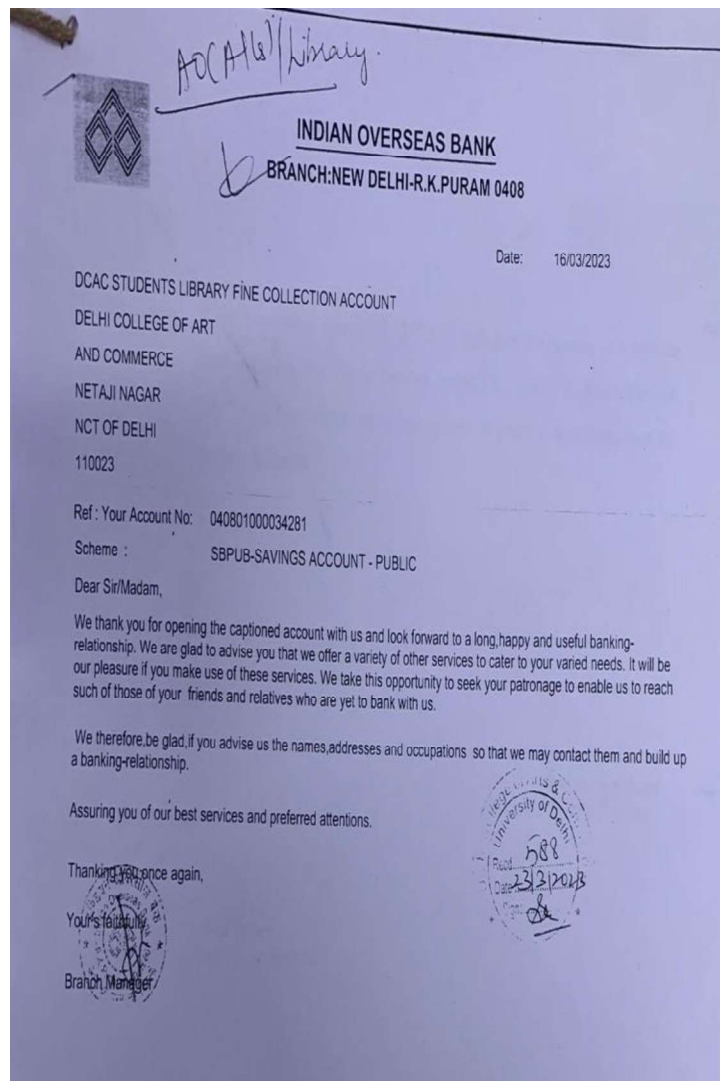 AO(A/cs)/Library.
INDIAN OVERSEAS BANK
BRANCH:NEW DELHI-R.K.PURAM 0408
Date: 16/03/2023
DCAC STUDENTS LIBRARY FINE COLLECTION ACCOUNT
DELHI COLLEGE OF ART
AND COMMERCE
NETAJI NAGAR
NCT OF DELHI
110023
Ref : Your Account No: 040801000034281
Scheme : SBPUB-SAVINGS ACCOUNT - PUBLIC
Dear Sir/Madam,
We thank you for opening the captioned account with us and look forward to a long,happy and useful banking-
relationship. We are glad to advise you that we offer a variety of other services to cater to your varied needs. It will be
our pleasure if you make use of these services. We take this opportunity to seek your patronage to enable us to reach
such of those of your friends and relatives who are yet to bank with us.
We therefore,be glad,if you advise us the names,addresses and occupations so that we may contact them and build up
a banking-relationship.
Assuring you of our best services and preferred attentions.
University of Delhi
588
Date 23/3/2023
Thanking you once again,
Your's faithfully
Branch Manager